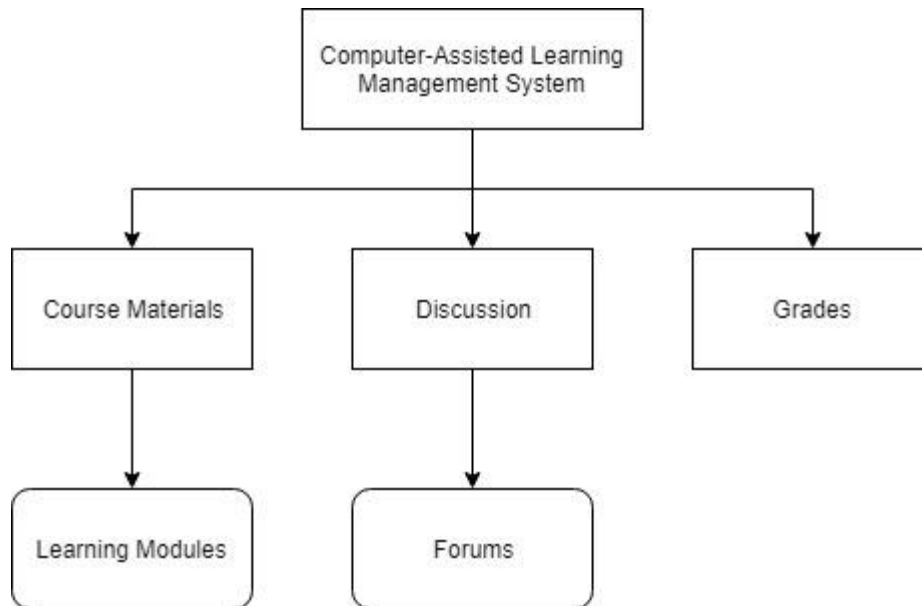 Computer-Assisted Learning
Management System
Course Materials
Discussion
Grades
Learning Modules
Forums